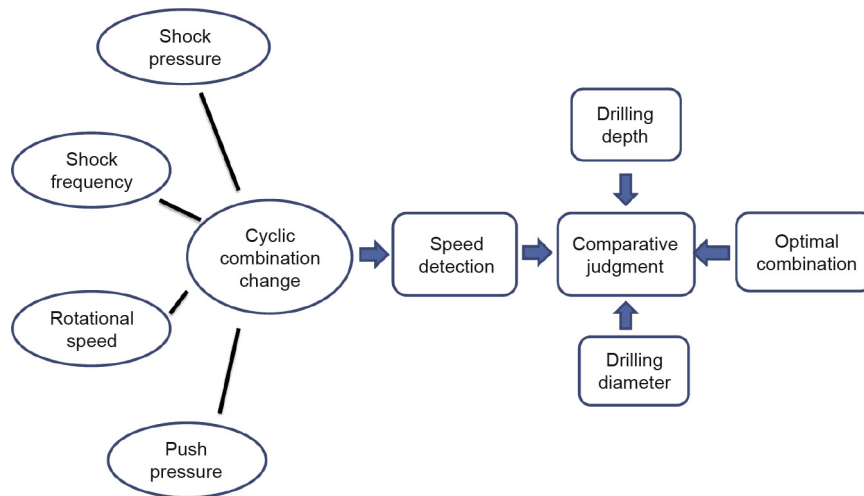 Shock
pressure
Shock
frequency
Rotational
speed
Push
pressure
Cyclic
combination
change
Speed
detection
Drilling
depth
Comparative
judgment
Drilling
diameter
Optimal
combination